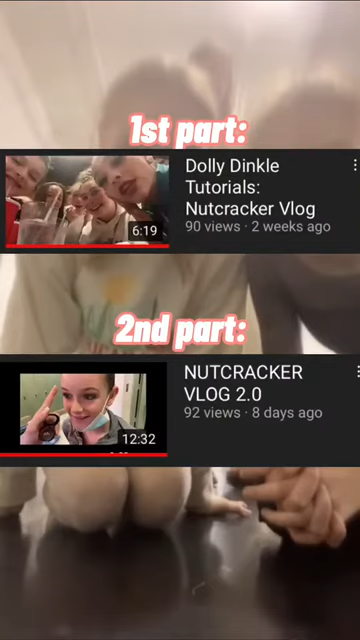 1st part:
Dolly Dinkle
Tutorials:
Nutcracker Vlog
90 views · 2 weeks ago
6:19
2nd part:
NUTCRACKER
VLOG 2.0
92 views · 8 days ago
12:32